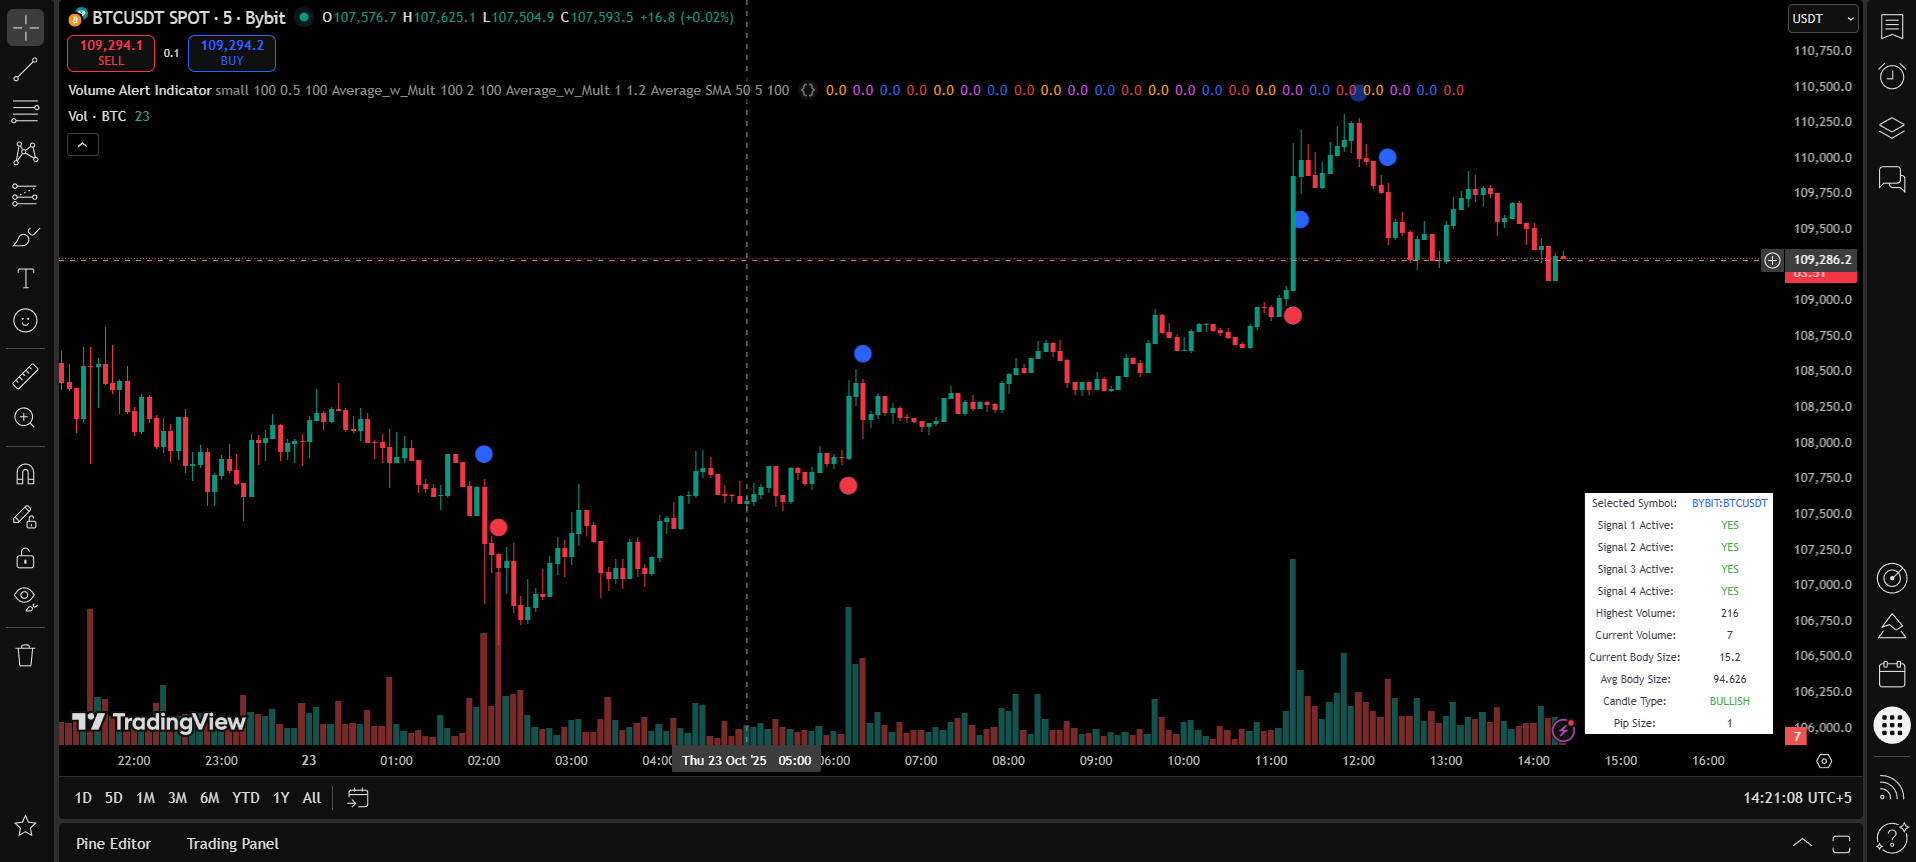 BTCUSDT SPOT · 5 · Bybit O107,576.7 H107,625.1 L107,504.9 C107,593.5 +16.8 (+0.02%)
109,294.1
SELL
0.1
109,294.2
BUY
Volume Alert Indicator small 100 0.5 100 Average_w_Mult 100 2 100 Average_w_Mult 1 1.2 Average SMA 50 5 100 0.0 0.0 0.0 0.0 0.0 0.0 0.0 0.0 0.0 0.0 0.0 0.0 0.0 0.0 0.0 0.0 0.0 0.0 0.0 0.0 0.0 0.0 0.0 0.0
Vol · BTC 23
USDT
110,750.0
110,500.0
110,250.0
110,000.0
109,750.0
109,500.0
109,286.2
03:51
109,000.0
108,750.0
108,500.0
108,250.0
108,000.0
107,750.0
107,500.0
107,250.0
107,000.0
106,750.0
106,500.0
106,250.0
106,000.0
7
Selected Symbol: BYBIT:BTCUSDT
Signal 1 Active: YES
Signal 2 Active: YES
Signal 3 Active: YES
Signal 4 Active: YES
Highest Volume: 216
Current Volume: 7
Current Body Size: 15.2
Avg Body Size: 94.626
Candle Type: BULLISH
Pip Size: 1
TradingView
22:00 23:00 23 01:00 02:00 03:00 04:00 Thu 23 Oct '25 05:00 06:00 07:00 08:00 09:00 10:00 11:00 12:00 13:00 14:00 15:00 16:00
1D 5D 1M 3M 6M YTD 1Y All
14:21:08 UTC+5
Pine Editor Trading Panel